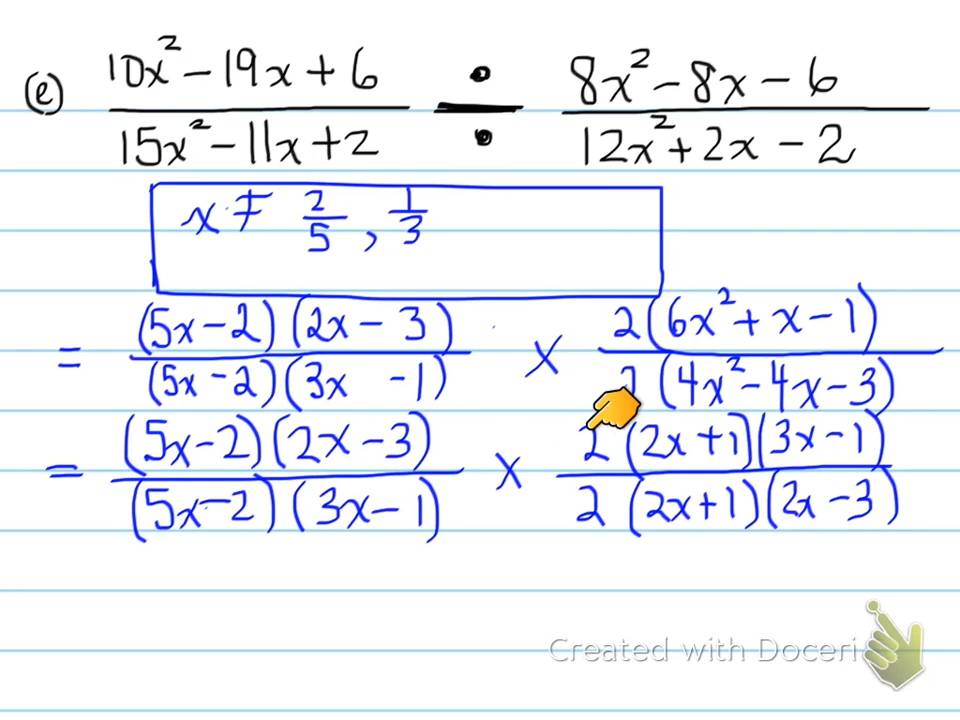 (e) (10x² - 19x + 6)/(15x² - 11x + 2) ÷ (8x² - 8x - 6)/(12x² + 2x - 2)
x ≠ 2/5 , 1/3
= (5x - 2)(2x - 3)/(5x - 2)(3x - 1) × 2(6x² + x - 1)/2(4x² - 4x - 3)
= (5x - 2)(2x - 3)/(5x - 2)(3x - 1) × 2(2x + 1)(3x - 1)/2(2x + 1)(2x - 3)
Created with Doceri